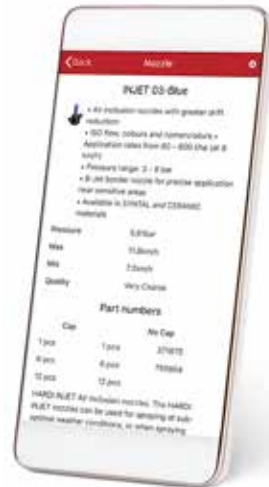 Back Nozzle
INJET 03-Blue
• Air inclusion nozzles with greater drift
reduction
• ISO flow, colours and nomenclature •
Application rates from 80 - 600 l/ha (at 8
km/h)
• Pressure range: 3 - 8 bar
• B-Jet border nozzle for precise application
near sensitive areas
• Available in SYNTAL and CERAMIC
materials
Pressure
Max
Min
Quality Very Coarse
Part numbers
Cap No Cap
1 pcs 1 pcs
6 pcs 6 pcs
12 pcs 12 pcs
HARDI INJET Air inclusion nozzles. The HARDI
INJET nozzles can be used for spraying at sub-
optimal weather conditions, or when spraying